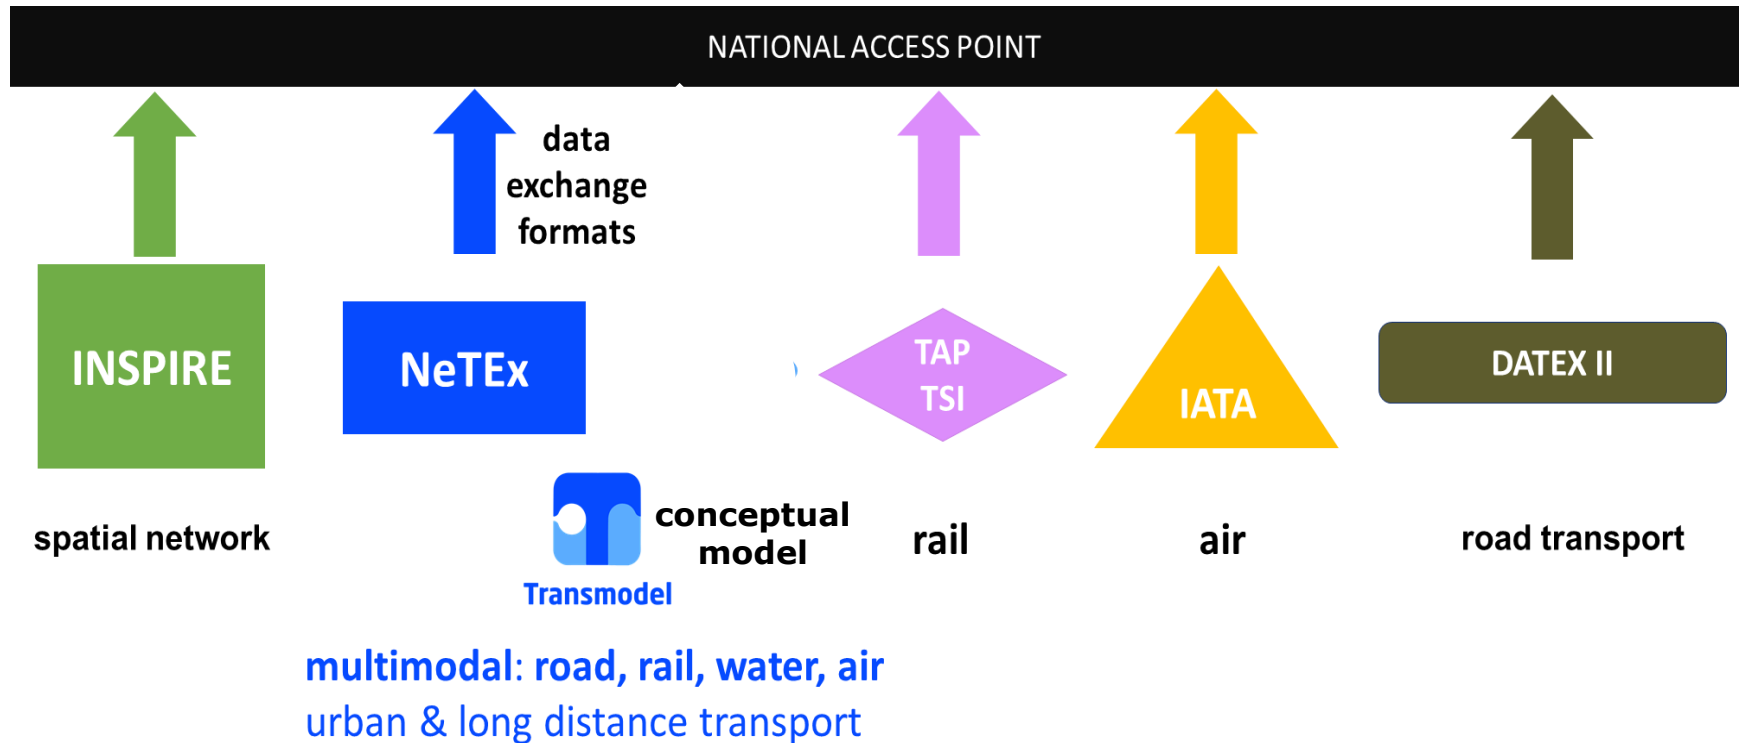 NATIONAL ACCESS POINT
data
exchange
formats
INSPIRE
NeTEx
TAP
TSI
IATA
DATEX II
spatial network
conceptual
model
Transmodel
rail
air
road transport
multimodal: road, rail, water, air
urban & long distance transport